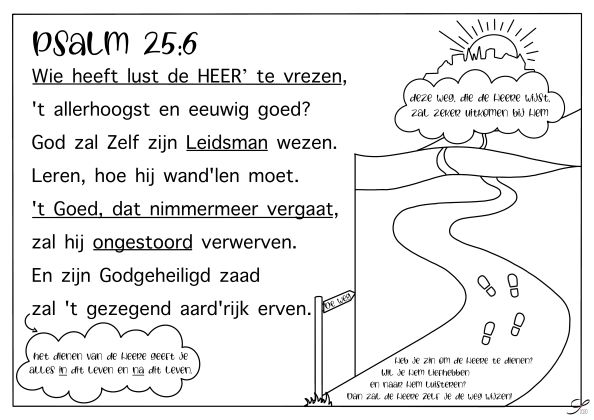 PSALM 25:6
Wie heeft lust de HEER' te vrezen,
't allerhoogst en eeuwig goed?
God zal Zelf zijn Leidsman wezen.
Leren, hoe hij wand'len moet.
't Goed, dat nimmermeer vergaat,
zal hij ongestoord verwerven.
En zijn Godgeheiligd zaad
zal 't gezegend aard'rijk erven.
deze weg, die de Heere wijst,
zal zeker uitkomen bij Hem
De weg
Het dienen van de Heere geeft je
alles in dit leven en na dit leven.
Heb je zin om de Heere te dienen?
Wil je Hem liefhebben
en naar Hem luisteren?
Dan zal de Heere Zelf je de weg wijzen!